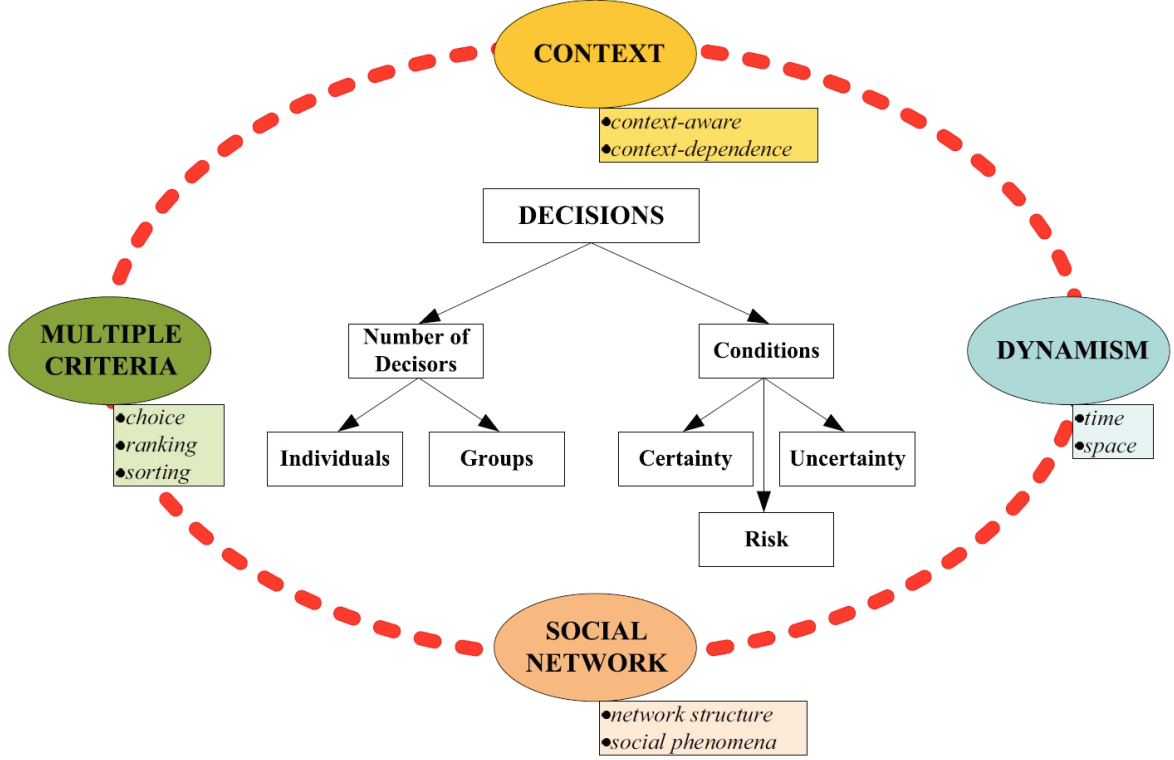 CONTEXT
•context-aware
•context-dependence
DECISIONS
MULTIPLE
CRITERIA
•choice
•ranking
•sorting
Number of
Decisors
Conditions
DYNAMISM
•time
•space
Individuals
Groups
Certainty
Uncertainty
Risk
SOCIAL
NETWORK
•network structure
•social phenomena